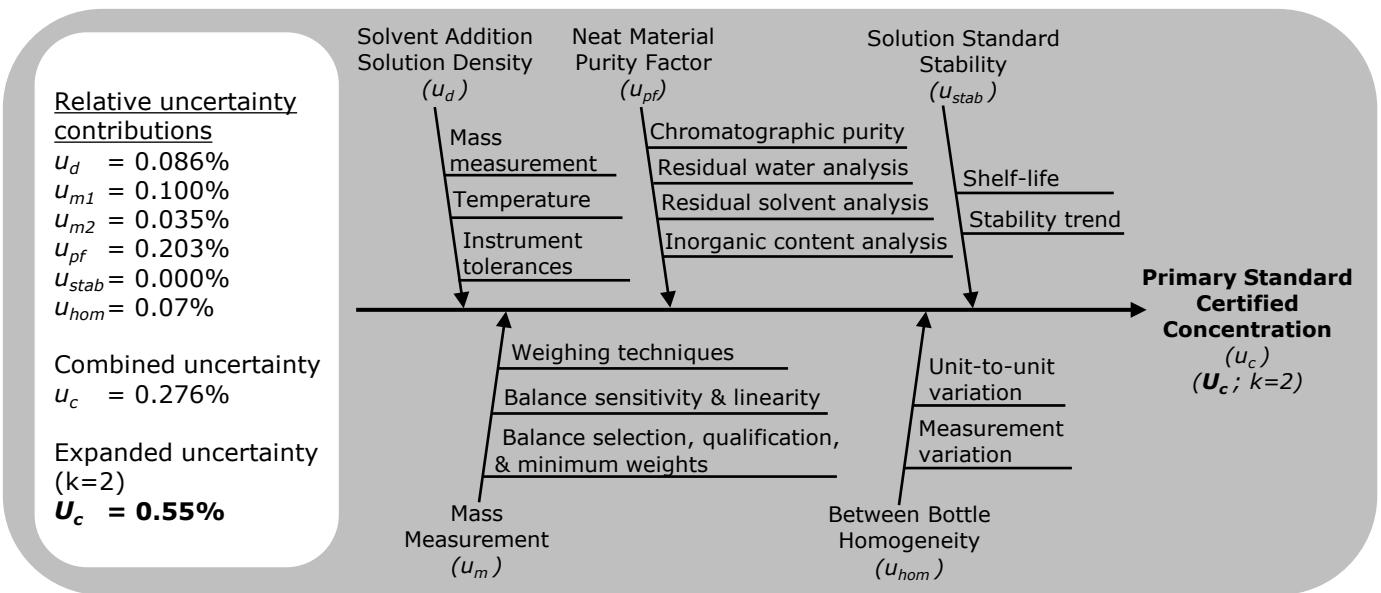 Relative uncertainty
contributions
u_d = 0.086%
u_m1 = 0.100%
u_m2 = 0.035%
u_pf = 0.203%
u_stab = 0.000%
u_hom = 0.07%
Combined uncertainty
u_c = 0.276%
Expanded uncertainty
(k=2)
U_c = 0.55%
Solvent Addition
Solution Density
(u_d)
Mass
measurement
Temperature
Instrument
tolerances
Neat Material
Purity Factor
(u_pf)
Chromatographic purity
Residual water analysis
Residual solvent analysis
Inorganic content analysis
Solution Standard
Stability
(u_stab)
Shelf-life
Stability trend
Weighing techniques
Balance sensitivity & linearity
Balance selection, qualification,
& minimum weights
Mass
Measurement
(u_m)
Unit-to-unit
variation
Measurement
variation
Between Bottle
Homogeneity
(u_hom)
Primary Standard
Certified
Concentration
(u_c)
(U_c; k=2)